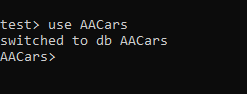 test> use AACars
switched to db AACars
AACars>